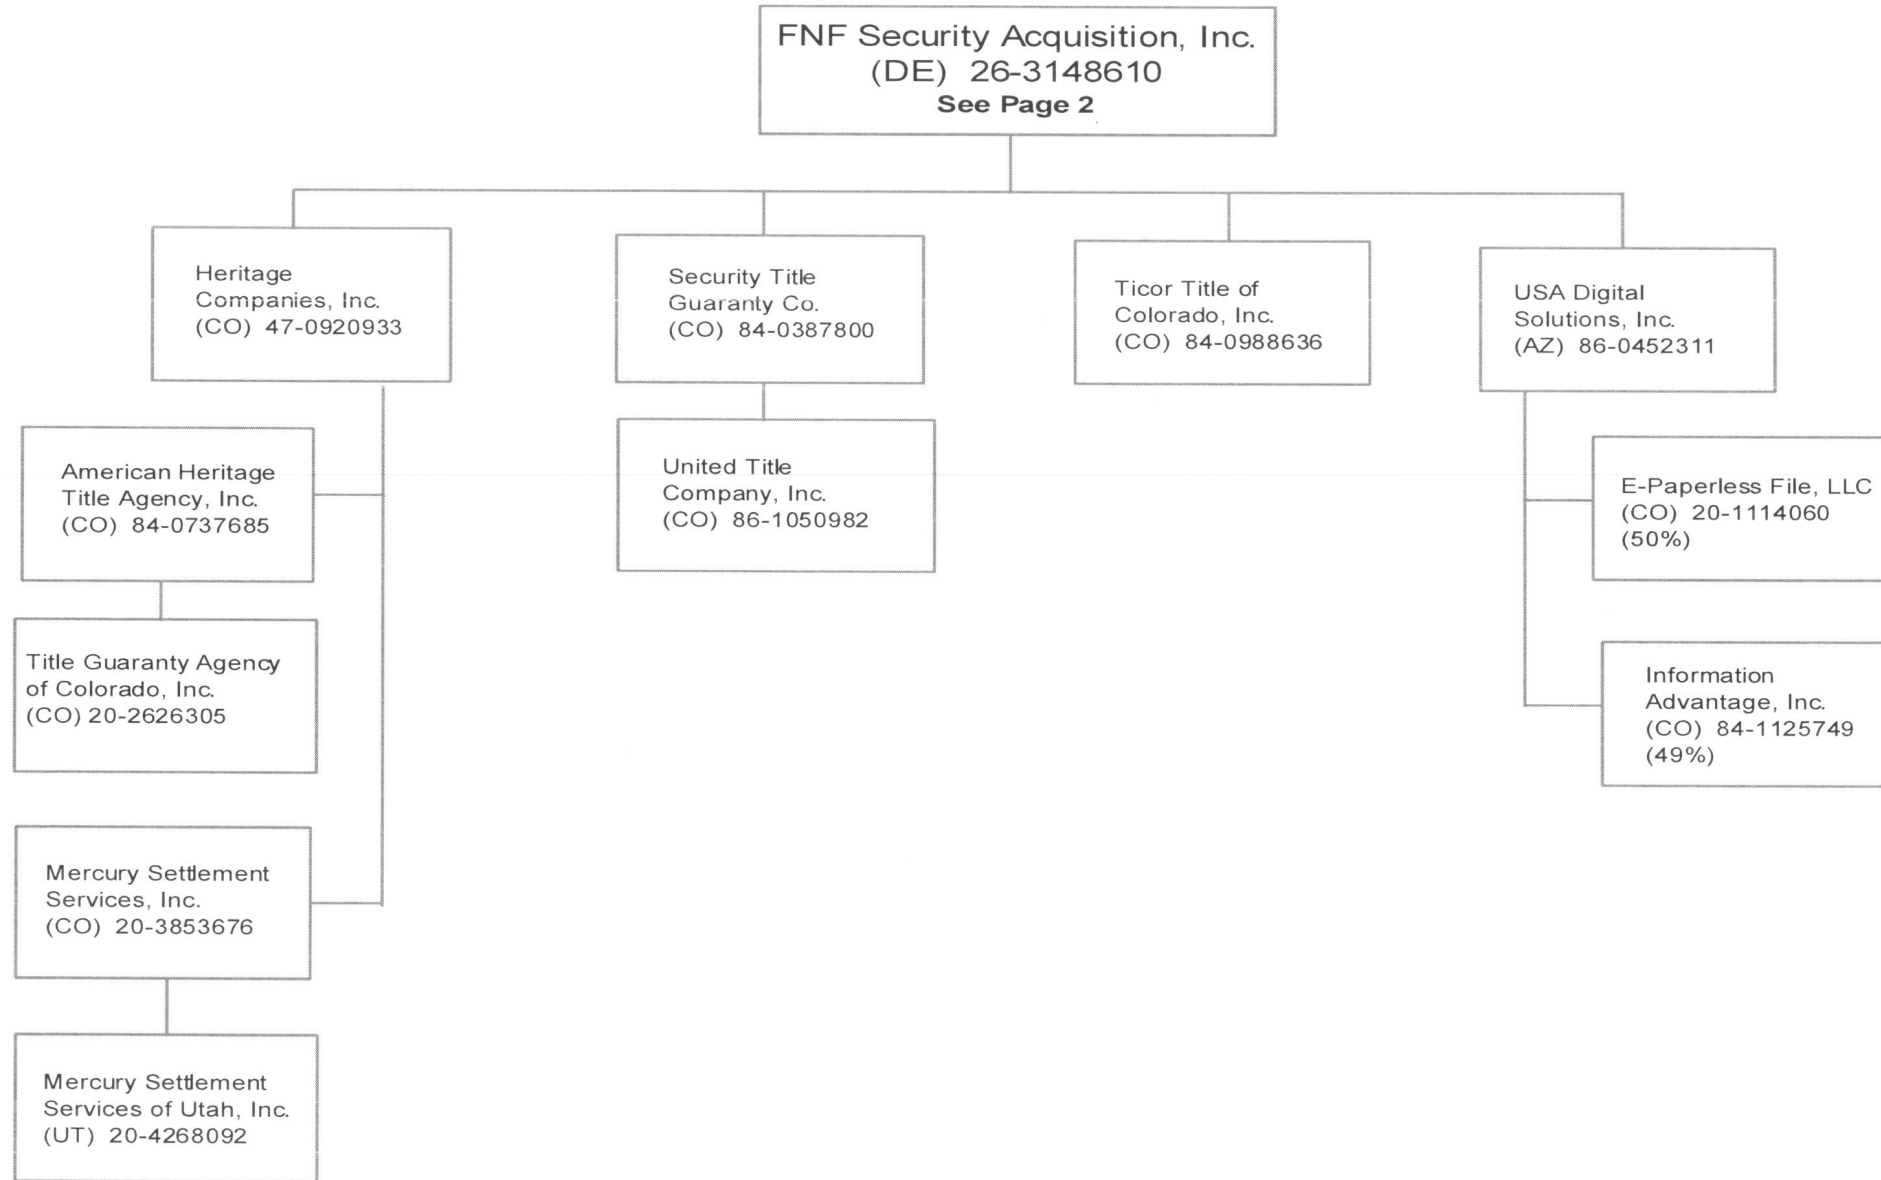 FNF Security Acquisition, Inc.
(DE) 26-3148610
See Page 2
Heritage
Companies, Inc.
(CO) 47-0920933
Security Title
Guaranty Co.
(CO) 84-0387800
Ticor Title of
Colorado, Inc.
(CO) 84-0988636
USA Digital
Solutions, Inc.
(AZ) 86-0452311
American Heritage
Title Agency, Inc.
(CO) 84-0737685
United Title
Company, Inc.
(CO) 86-1050982
E-Paperless File, LLC
(CO) 20-1114060
(50%)
Title Guaranty Agency
of Colorado, Inc.
(CO) 20-2626305
Information
Advantage, Inc.
(CO) 84-1125749
(49%)
Mercury Settlement
Services, Inc.
(CO) 20-3853676
Mercury Settlement
Services of Utah, Inc.
(UT) 20-4268092